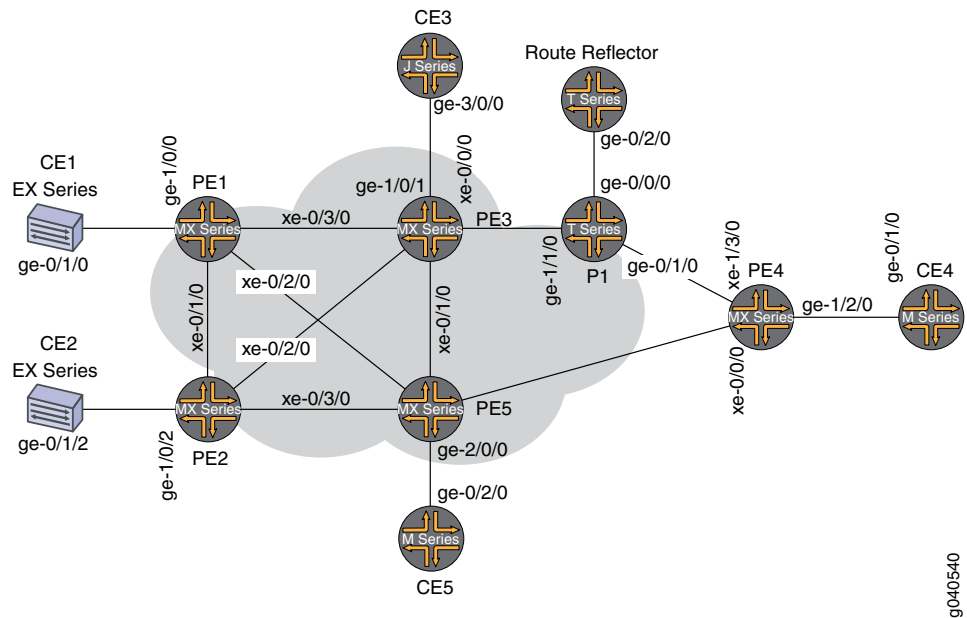 CE3
J Series
ge-3/0/0
Route Reflector
T Series
ge-0/2/0
CE1
EX Series
ge-0/1/0
ge-1/0/0
PE1
MX Series
xe-0/3/0
ge-1/0/1
xe-0/0/0
MX Series
PE3
ge-0/0/0
T Series
P1
ge-1/1/0
ge-0/1/0
xe-1/3/0
PE4
MX Series
xe-0/0/0
ge-1/2/0
ge-0/1/0
CE4
M Series
xe-0/2/0
xe-0/1/0
xe-0/2/0
xe-0/1/0
CE2
EX Series
ge-0/1/2
MX Series
ge-1/0/2
PE2
xe-0/3/0
MX Series
PE5
ge-2/0/0
ge-0/2/0
M Series
CE5
g040540